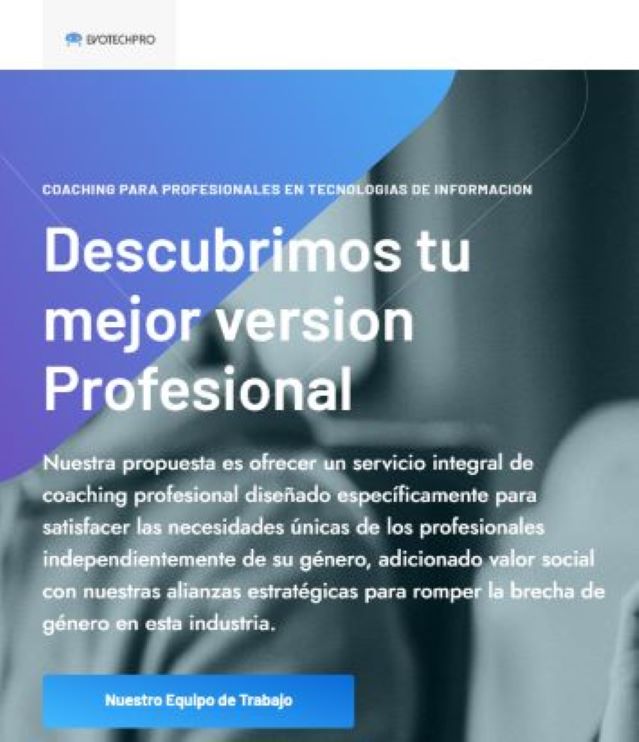 EVOTECHPRO
COACHING PARA PROFESIONALES EN TECNOLOGIAS DE INFORMACION
Descubrimos tu
mejor version
Profesional
Nuestra propuesta es ofrecer un servicio integral de
coaching profesional diseñado específicamente para
satisfacer las necesidades únicas de los profesionales
independientemente de su género, adicionado valor social
con nuestras alianzas estratégicas para romper la brecha de
género en esta industria.
Nuestro Equipo de Trabajo